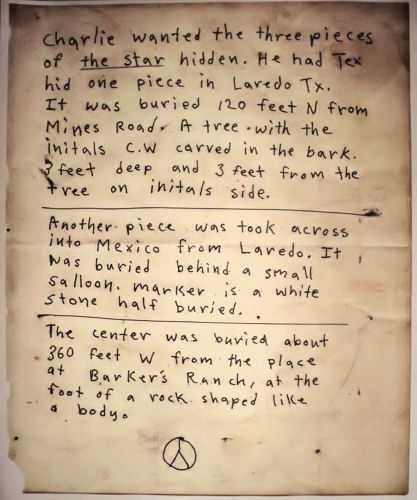 Charlie wanted the three pieces
of the star hidden. He had Tex
hid one piece in Laredo Tx.
It was buried 120 feet N from
Mines Road. A tree with the
initals C.W carved in the bark.
3 feet deep and 3 feet from the
tree on initals side.
Another piece was took across
into Mexico from Laredo. It
was buried behind a small
salloon. marker is a white
stone half buried.
The center was buried about
360 feet W from the place
at Barker's Ranch, at the
foot of a rock shaped like
a body.